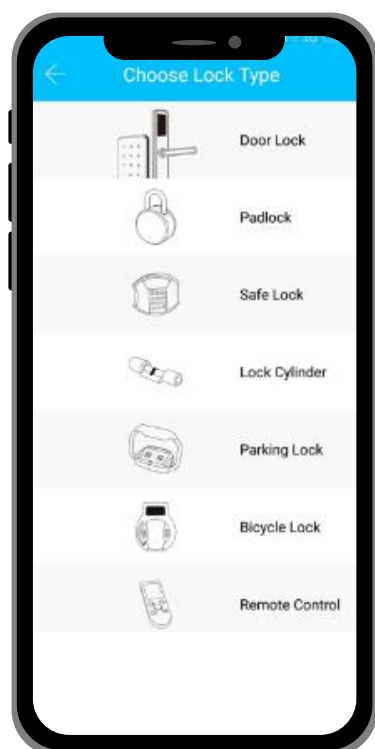 Choose Lock Type
Door Lock
Padlock
Safe Lock
Lock Cylinder
Parking Lock
Bicycle Lock
Remote Control